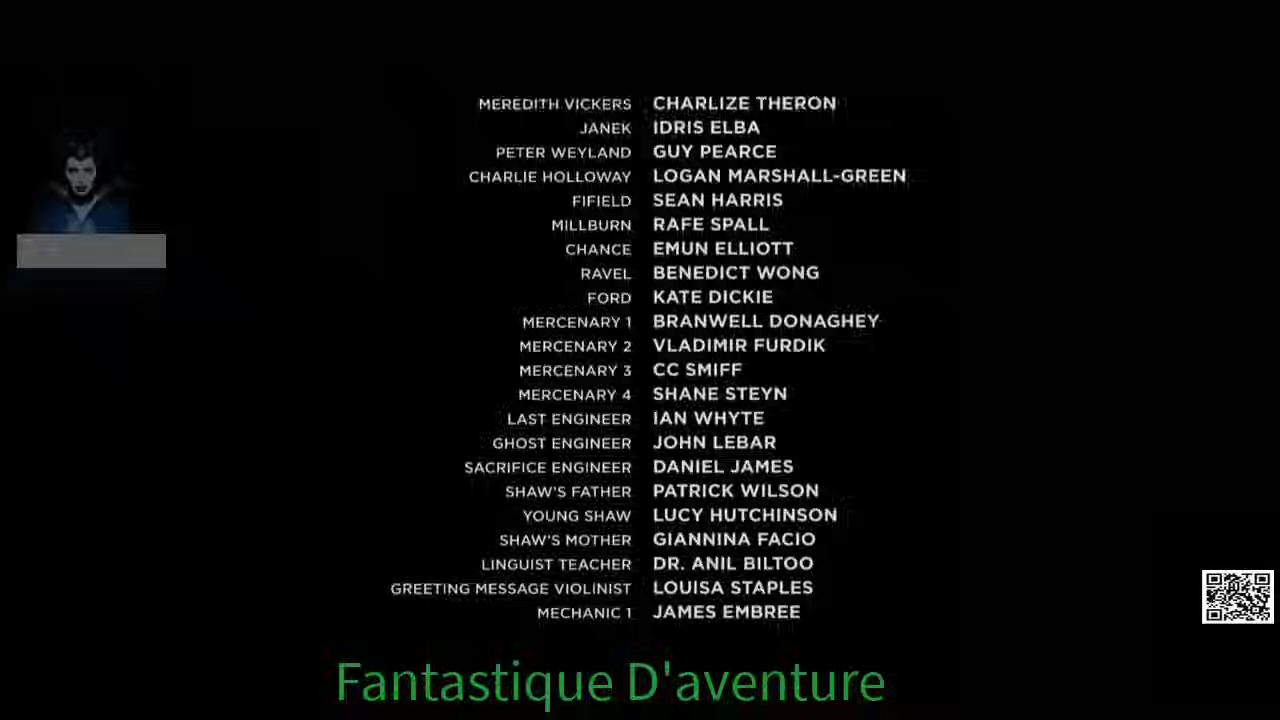 MEREDITH VICKERS CHARLIZE THERON
JANEK IDRIS ELBA
PETER WEYLAND GUY PEARCE
CHARLIE HOLLOWAY LOGAN MARSHALL-GREEN
FIFIELD SEAN HARRIS
MILLBURN RAFE SPALL
CHANCE EMUN ELLIOTT
RAVEL BENEDICT WONG
FORD KATE DICKIE
MERCENARY 1 BRANWELL DONAGHEY
MERCENARY 2 VLADIMIR FURDIK
MERCENARY 3 CC SMIFF
MERCENARY 4 SHANE STEYN
LAST ENGINEER IAN WHYTE
GHOST ENGINEER JOHN LEBAR
SACRIFICE ENGINEER DANIEL JAMES
SHAW'S FATHER PATRICK WILSON
YOUNG SHAW LUCY HUTCHINSON
SHAW'S MOTHER GIANNINA FACIO
LINGUIST TEACHER DR. ANIL BILTOO
GREETING MESSAGE VIOLINIST LOUISA STAPLES
MECHANIC 1 JAMES EMBREE
Fantastique D'aventure